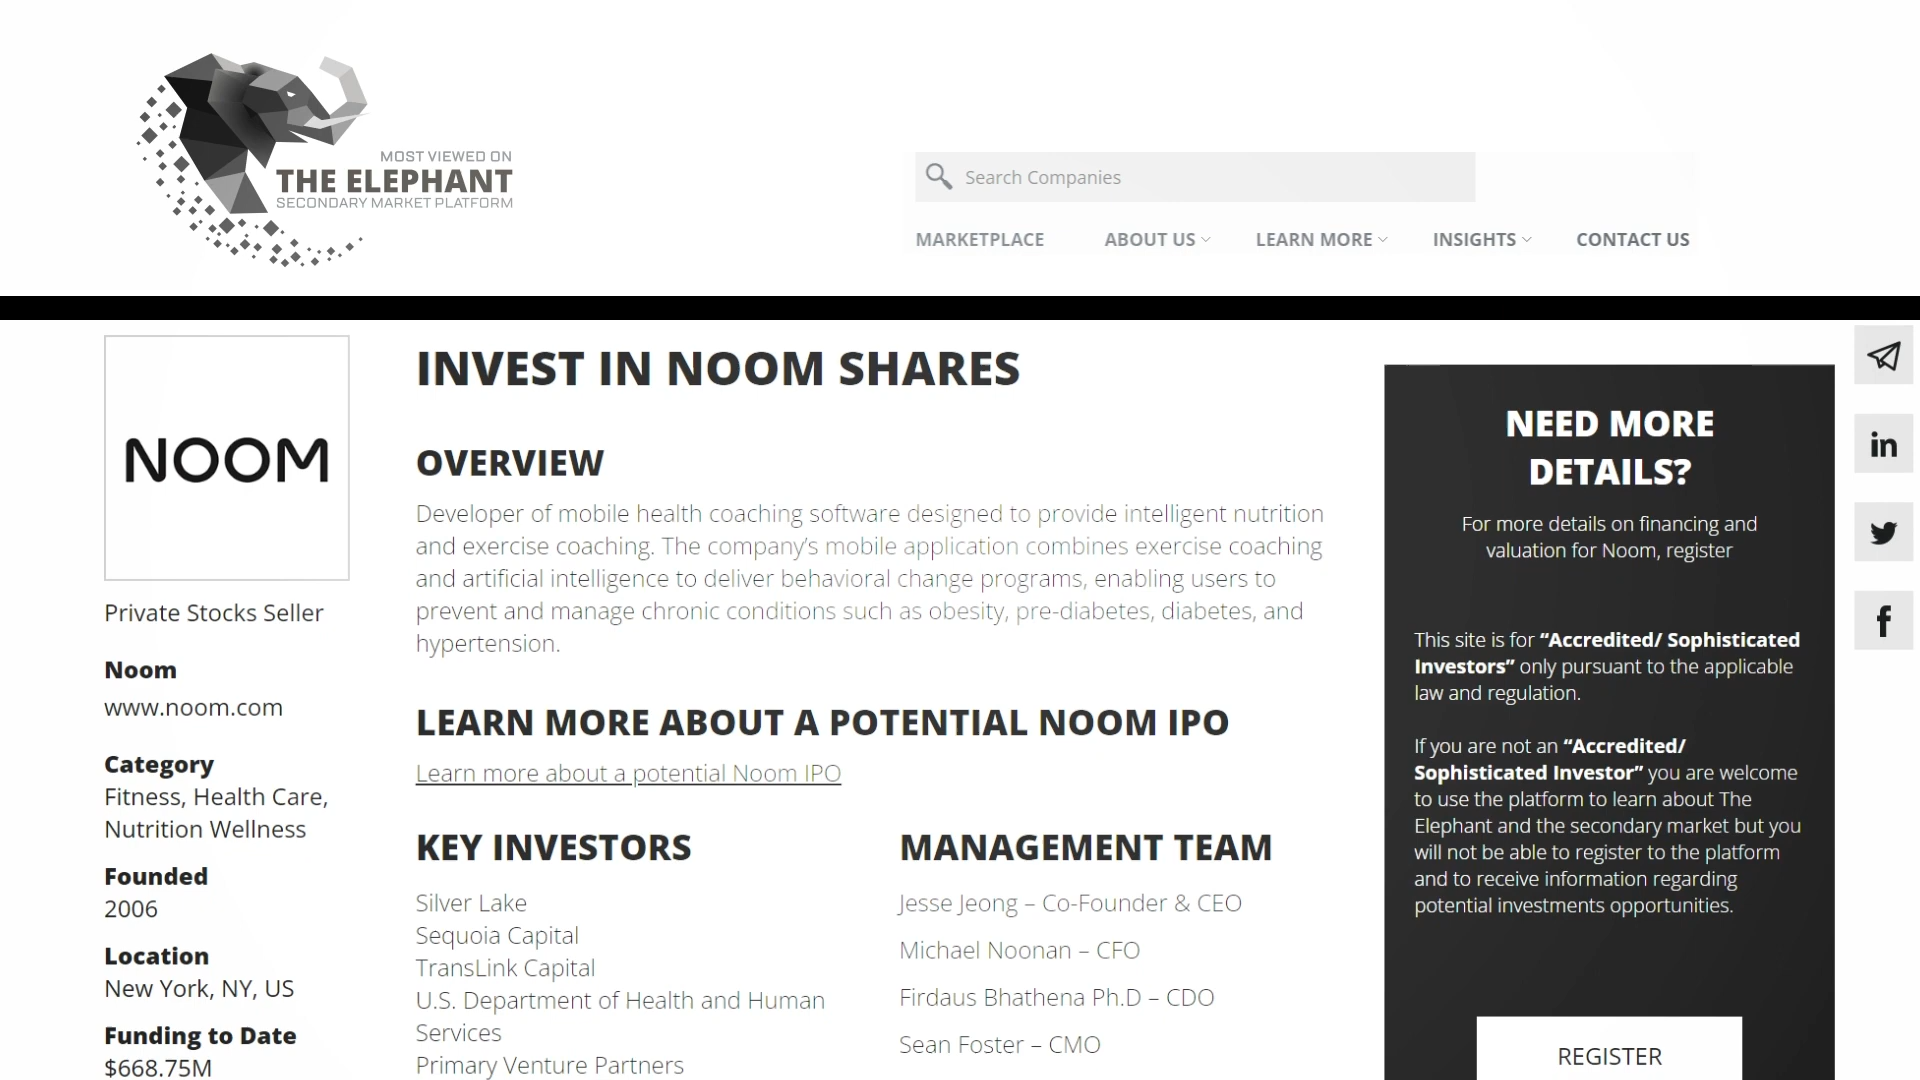 MOST VIEWED ON
THE ELEPHANT
SECONDARY MARKET PLATFORM
Search Companies
MARKETPLACE
ABOUT US
LEARN MORE
INSIGHTS
CONTACT US
NOOM
Private Stocks Seller
Noom
www.noom.com
Category
Fitness, Health Care,
Nutrition Wellness
Founded
2006
Location
New York, NY, US
Funding to Date
$668.75M
INVEST IN NOOM SHARES
OVERVIEW
Developer of mobile health coaching software designed to provide intelligent nutrition
and exercise coaching. The company's mobile application combines exercise coaching
and artificial intelligence to deliver behavioral change programs, enabling users to
prevent and manage chronic conditions such as obesity, pre-diabetes, diabetes, and
hypertension.
LEARN MORE ABOUT A POTENTIAL NOOM IPO
Learn more about a potential Noom IPO
KEY INVESTORS
Silver Lake
Sequoia Capital
TransLink Capital
U.S. Department of Health and Human
Services
Primary Venture Partners
MANAGEMENT TEAM
Jesse Jeong – Co-Founder & CEO
Michael Noonan – CFO
Firdaus Bhathena Ph.D – CDO
Sean Foster – CMO
NEED MORE
DETAILS?
For more details on financing and
valuation for Noom, register
This site is for “Accredited/ Sophisticated
Investors” only pursuant to the applicable
law and regulation.
If you are not an “Accredited/
Sophisticated Investor” you are welcome
to use the platform to learn about The
Elephant and the secondary market but you
will not be able to register to the platform
and to receive information regarding
potential investments opportunities.
REGISTER